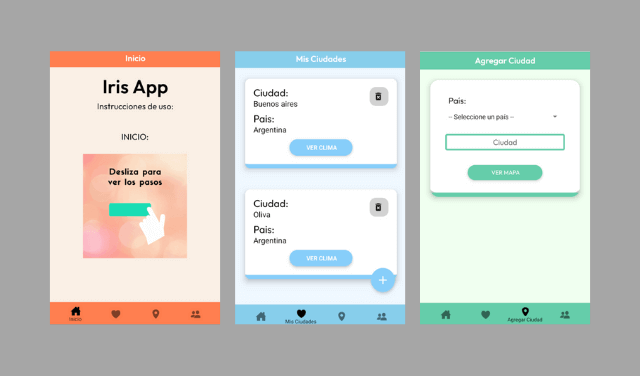 Inicio
Iris App
Instrucciones de uso:
INICIO:
Desliza para
ver los pasos
INICIO
Mis Ciudades
Ciudad:
Buenos aires
Pais:
Argentina
VER CLIMA
Ciudad:
Oliva
Pais:
Argentina
VER CLIMA
+
Mis Ciudades
Agregar Ciudad
Pais:
-- Seleccione un país --
Ciudad
VER MAPA
Agregar Ciudad